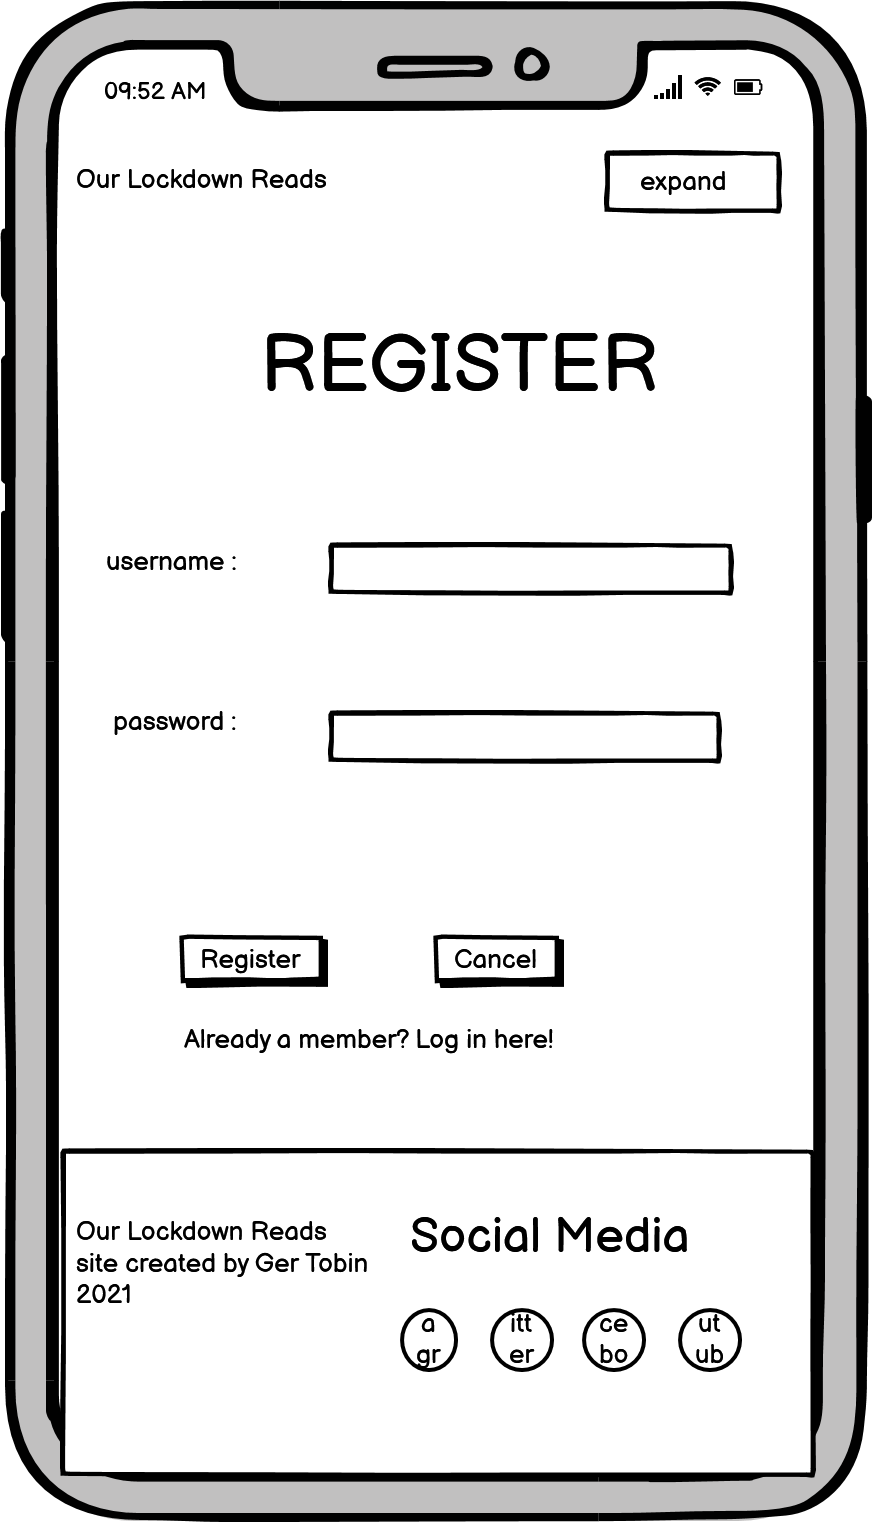 09:52 AM
Our Lockdown Reads
expand
REGISTER
username :
password :
Register
Cancel
Already a member? Log in here!
Our Lockdown Reads
site created by Ger Tobin
2021
Social Media
a
gr
itt
er
ce
bo
ut
ub